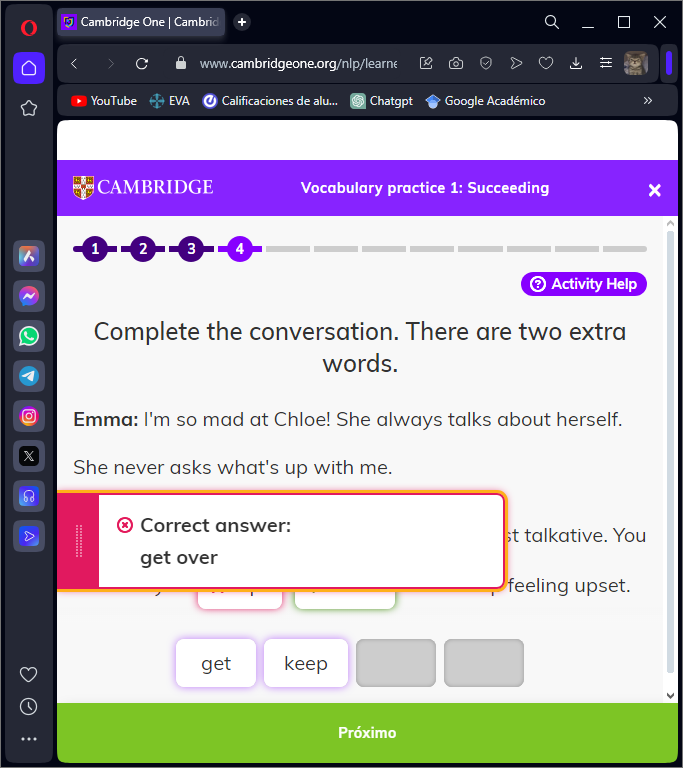 Cambridge One | Cambrid
www.cambridgeone.org/nlp/learne
YouTube
EVA
Calificaciones de alu...
Chatgpt
Google Académico
CAMBRIDGE
Vocabulary practice 1: Succeeding
1
2
3
4
Activity Help
Complete the conversation. There are two extra
words.
Emma: I'm so mad at Chloe! She always talks about herself.
She never asks what's up with me.
Correct answer:
get over
st talkative. You
feeling upset.
get
keep
Próximo